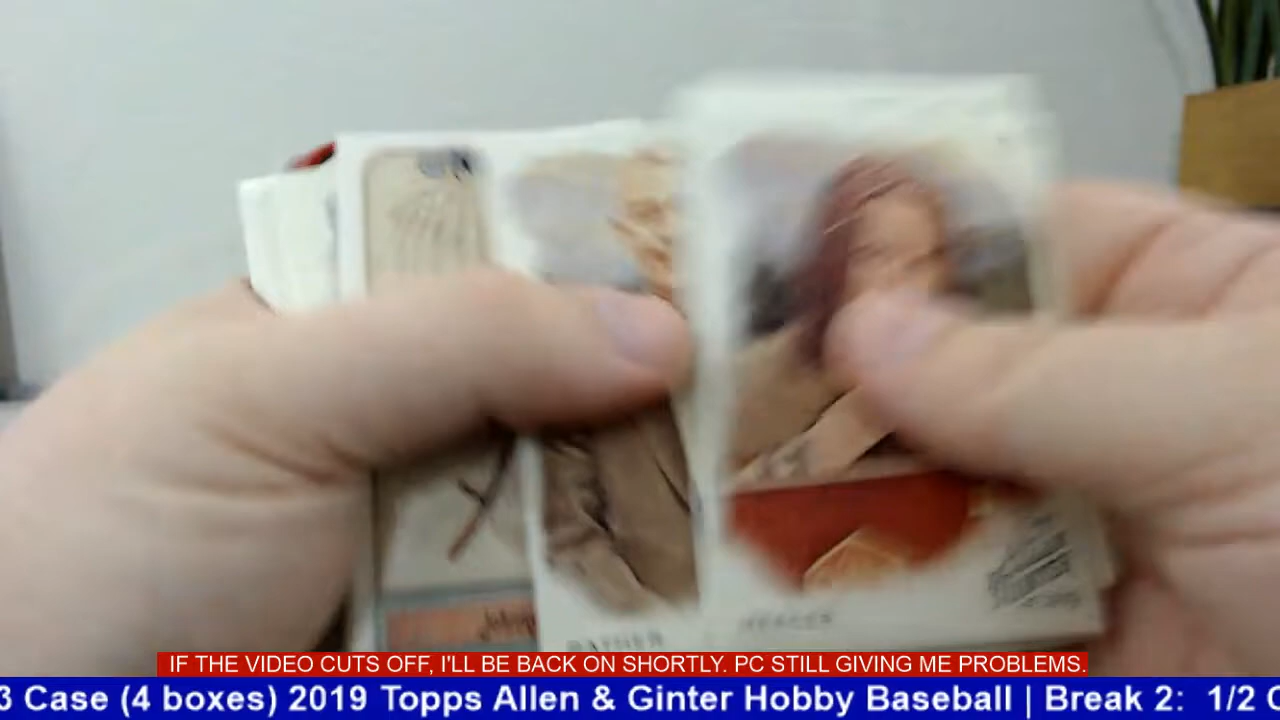 IF THE VIDEO CUTS OFF, I'LL BE BACK ON SHORTLY. PC STILL GIVING ME PROBLEMS.
3 Case (4 boxes) 2019 Topps Allen & Ginter Hobby Baseball | Break 2: 1/2 C